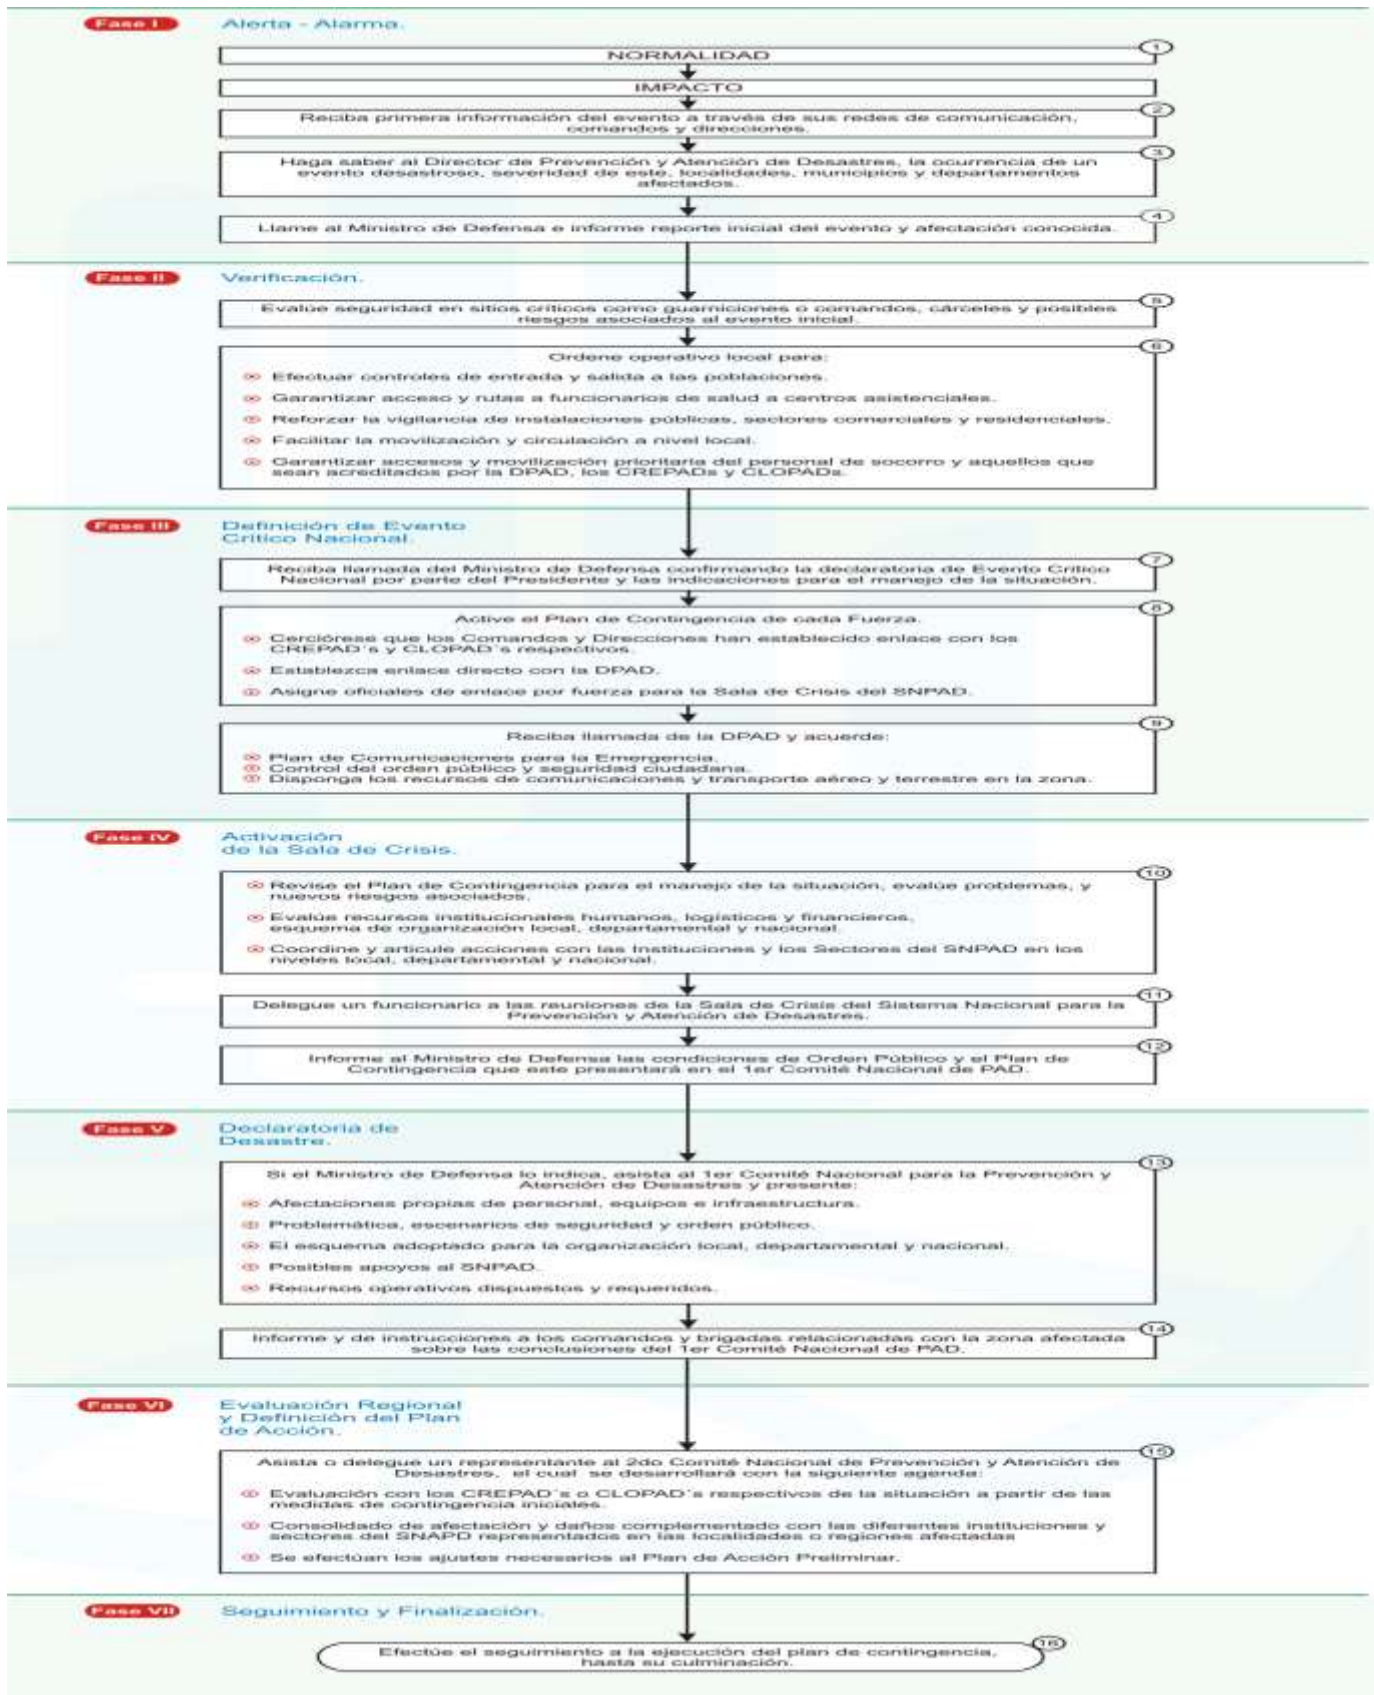 Fase I
Alerta - Alarma.
1
NORMALIDAD
IMPACTO
2
Reciba primera información del evento a través de sus redes de comunicación,
comandos y direcciones.
3
Haga saber al Director de Prevención y Atención de Desastres, la ocurrencia de un
evento desastroso, severidad de este, localidades, municipios y departamentos
afectados.
4
Llame al Ministro de Defensa e informe reporte inicial del evento y afectación conocida.
Fase II
Verificación.
5
Evalúe seguridad en sitios críticos como guarniciones o comandos, cárceles y posibles
riesgos asociados al evento inicial.
6
Ordene operativo local para:
Efectuar controles de entrada y salida a las poblaciones.
Garantizar acceso y rutas a funcionarios de salud a centros asistenciales.
Reforzar la vigilancia de instalaciones públicas, sectores comerciales y residenciales.
Facilitar la movilización y circulación a nivel local.
Garantizar accesos y movilización prioritaria del personal de socorro y aquellos que
sean acreditados por la DPAD, los CREPADs y CLOPADs.
Fase III
Definición de Evento
Crítico Nacional.
7
Reciba llamada del Ministro de Defensa confirmando la declaratoria de Evento Crítico
Nacional por parte del Presidente y las indicaciones para el manejo de la situación.
8
Active el Plan de Contingencia de cada Fuerza.
Cerciórese que los Comandos y Direcciones han establecido enlace con los
CREPAD´s y CLOPAD´s respectivos.
Establezca enlace directo con la DPAD.
Asigne oficiales de enlace por fuerza para la Sala de Crisis del SNPAD.
9
Reciba llamada de la DPAD y acuerde:
Plan de Comunicaciones para la Emergencia.
Control del orden público y seguridad ciudadana.
Disponga los recursos de comunicaciones y transporte aéreo y terrestre en la zona.
Fase IV
Activación
de la Sala de Crisis.
10
Revise el Plan de Contingencia para el manejo de la situación, evalúe problemas, y
nuevos riesgos asociados.
Evalúe recursos institucionales humanos, logísticos y financieros,
esquema de organización local, departamental y nacional.
Coordine y articule acciones con las Instituciones y los Sectores del SNPAD en los
niveles local, departamental y nacional.
11
Delegue un funcionario a las reuniones de la Sala de Crisis del Sistema Nacional para la
Prevención y Atención de Desastres.
12
Informe al Ministro de Defensa las condiciones de Orden Público y el Plan de
Contingencia que este presentará en el 1er Comité Nacional de PAD.
Fase V
Declaratoria de
Desastre.
13
Si el Ministro de Defensa lo indica, asista al 1er Comité Nacional para la Prevención y
Atención de Desastres y presente:
Afectaciones propias de personal, equipos e infraestructura.
Problemática, escenarios de seguridad y orden público.
El esquema adoptado para la organización local, departamental y nacional.
Posibles apoyos al SNPAD.
Recursos operativos dispuestos y requeridos.
14
Informe y de instrucciones a los comandos y brigadas relacionadas con la zona afectada
sobre las conclusiones del 1er Comité Nacional de PAD.
Fase VI
Evaluación Regional
y Definición del Plan
de Acción.
15
Asista o delegue un representante al 2do Comité Nacional de Prevención y Atención de
Desastres, el cual se desarrollará con la siguiente agenda:
Evaluación con los CREPAD´s o CLOPAD´s respectivos de la situación a partir de las
medidas de contingencia iniciales.
Consolidado de afectación y daños complementado con las diferentes instituciones y
sectores del SNAPD representados en las localidades o regiones afectadas
Se efectúan los ajustes necesarios al Plan de Acción Preliminar.
Fase VII
Seguimiento y Finalización.
16
Efectúe el seguimiento a la ejecución del plan de contingencia,
hasta su culminación.